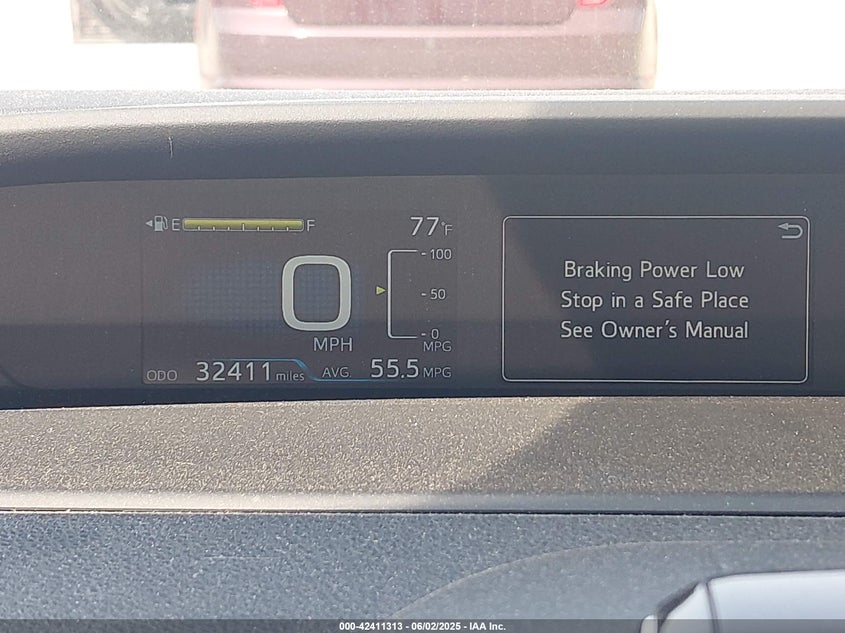 E F
77°F
100
50
0
MPG
0
MPH
ODO 32411 miles
AVG. 55.5 MPG
Braking Power Low
Stop in a Safe Place
See Owner's Manual
000-42411313 - 06/02/2025 - IAA Inc.